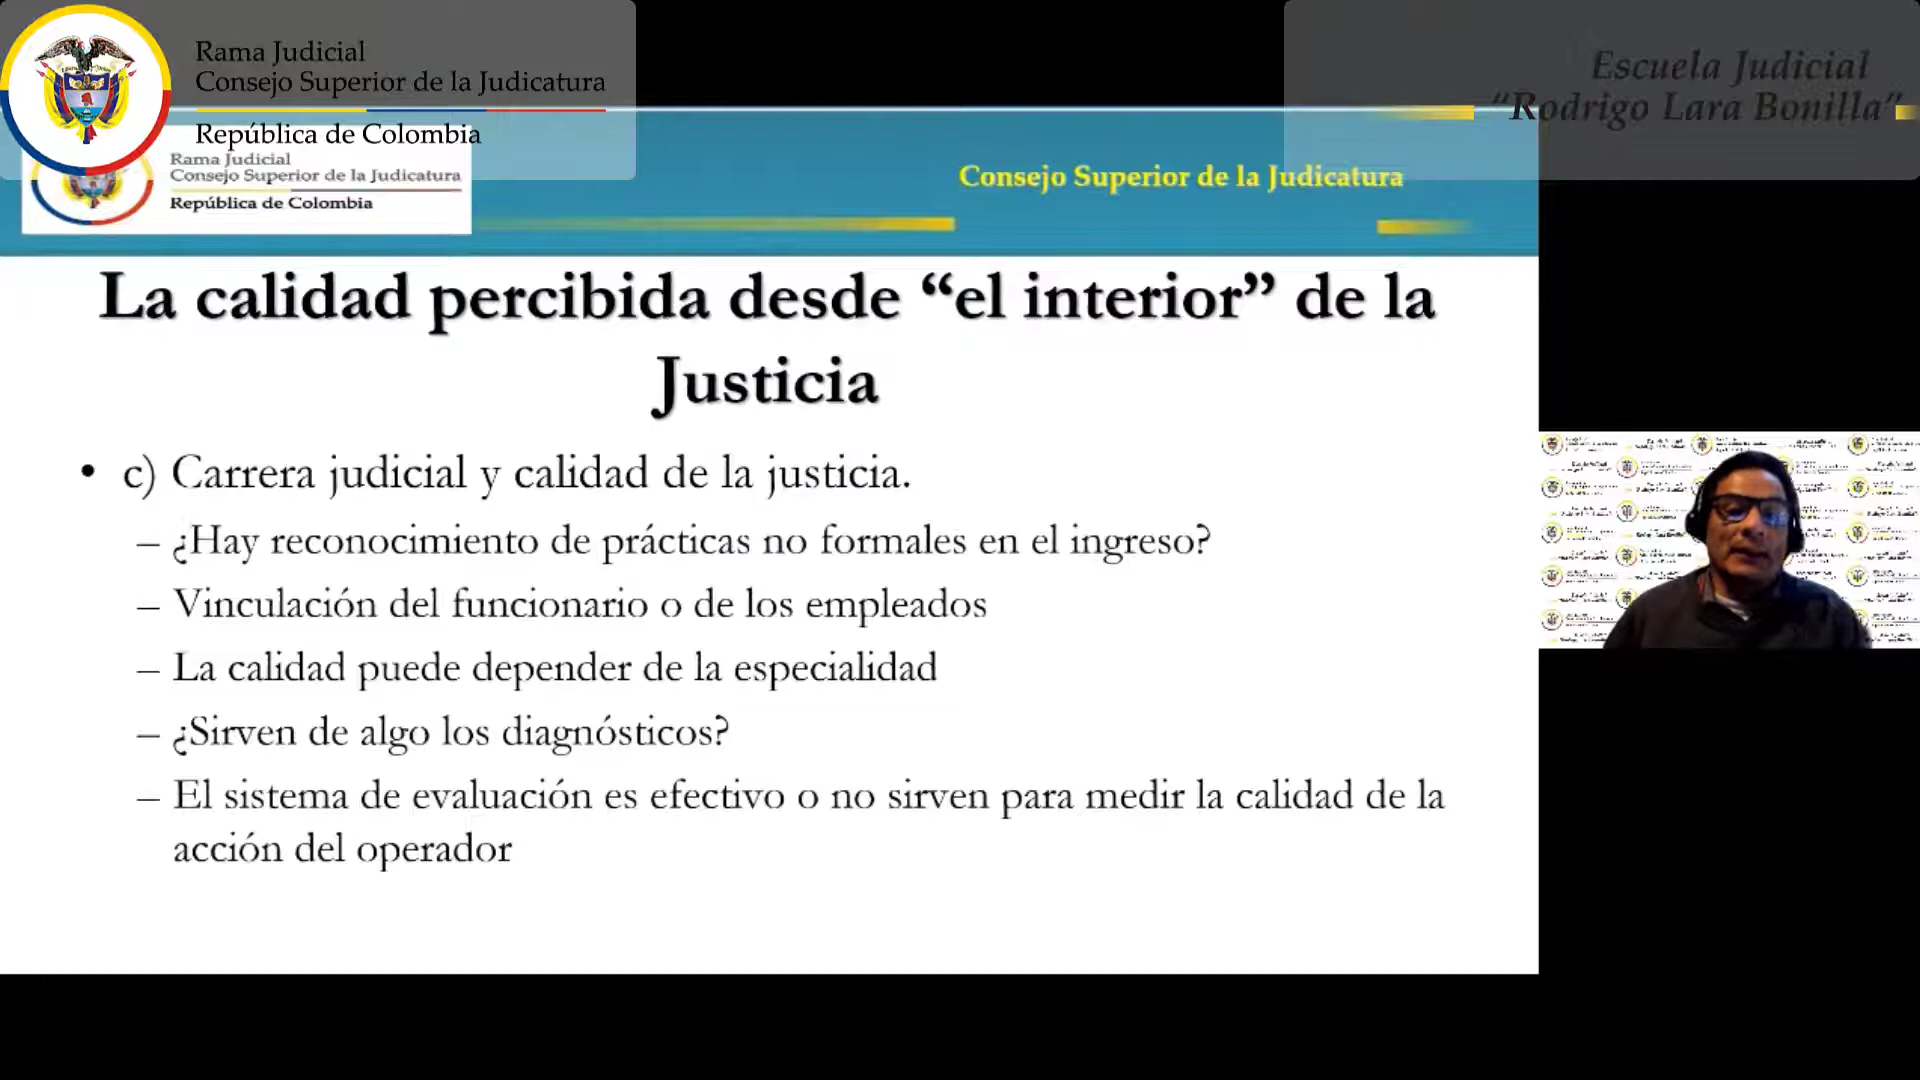 Rama Judicial
Consejo Superior de la Judicatura
República de Colombia
Escuela Judicial
“Rodrigo Lara Bonilla”
Rama Judicial
Consejo Superior de la Judicatura
República de Colombia
Consejo Superior de la Judicatura
La calidad percibida desde “el interior” de la
Justicia
• c) Carrera judicial y calidad de la justicia.
– ¿Hay reconocimiento de prácticas no formales en el ingreso?
– Vinculación del funcionario o de los empleados
– La calidad puede depender de la especialidad
– ¿Sirven de algo los diagnósticos?
– El sistema de evaluación es efectivo o no sirven para medir la calidad de la
acción del operador